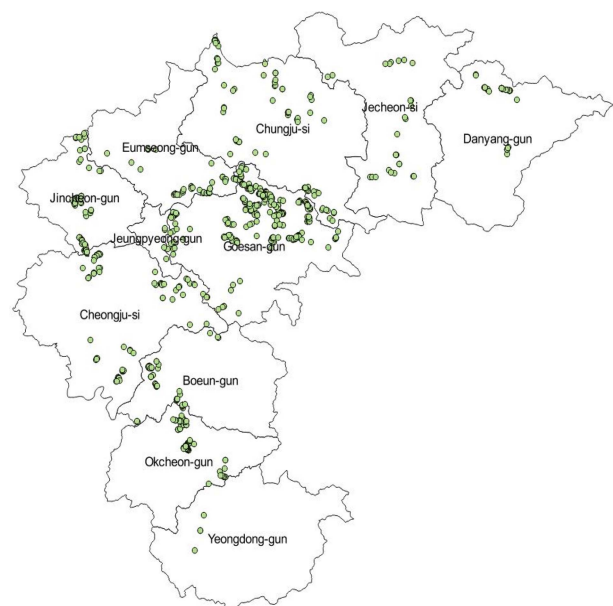 Jecheon-si
Chungju-si
Danyang-gun
Eumseong-gun
Jincheon-gun
Jeungpyeong-gun
Goesan-gun
Cheongju-si
Boeun-gun
Okcheon-gun
Yeongdong-gun